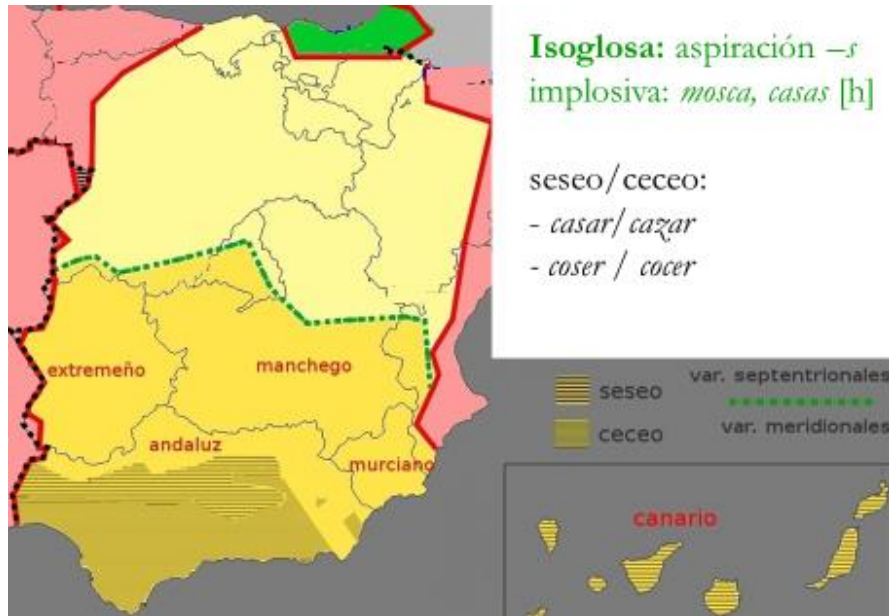 Isoglosa: aspiración –s
implosiva: mosca, casas [h]
seseo/ceceo:
- casar/ cazar
- coser / cocer
extremeño
manchego
andaluz
murciano
seseo
ceceo
var. septentrionales
var. meridionales
canario